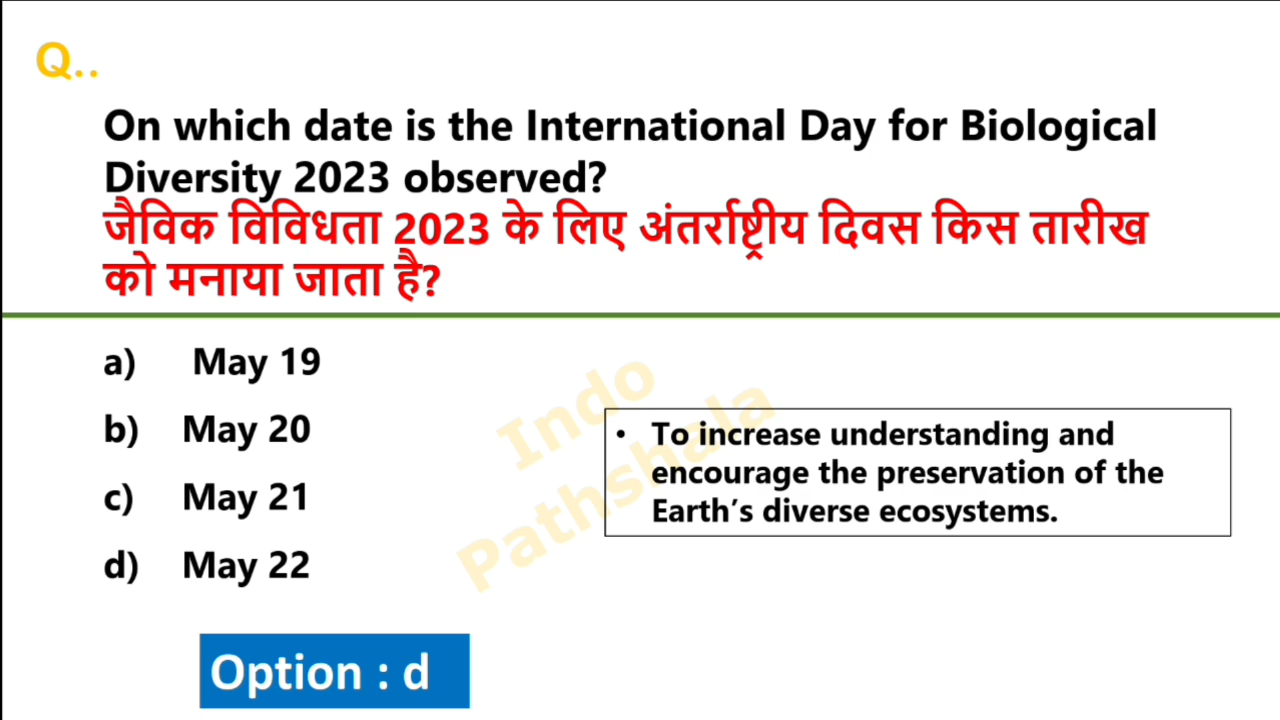 Q..
On which date is the International Day for Biological
Diversity 2023 observed?
जैविक विविधता 2023 के लिए अंतर्राष्ट्रीय दिवस किस तारीख
को मनाया जाता है?
a) May 19
b) May 20
c) May 21
d) May 22
• To increase understanding and
encourage the preservation of the
Earth’s diverse ecosystems.
Indo
Pathshala
Option : d